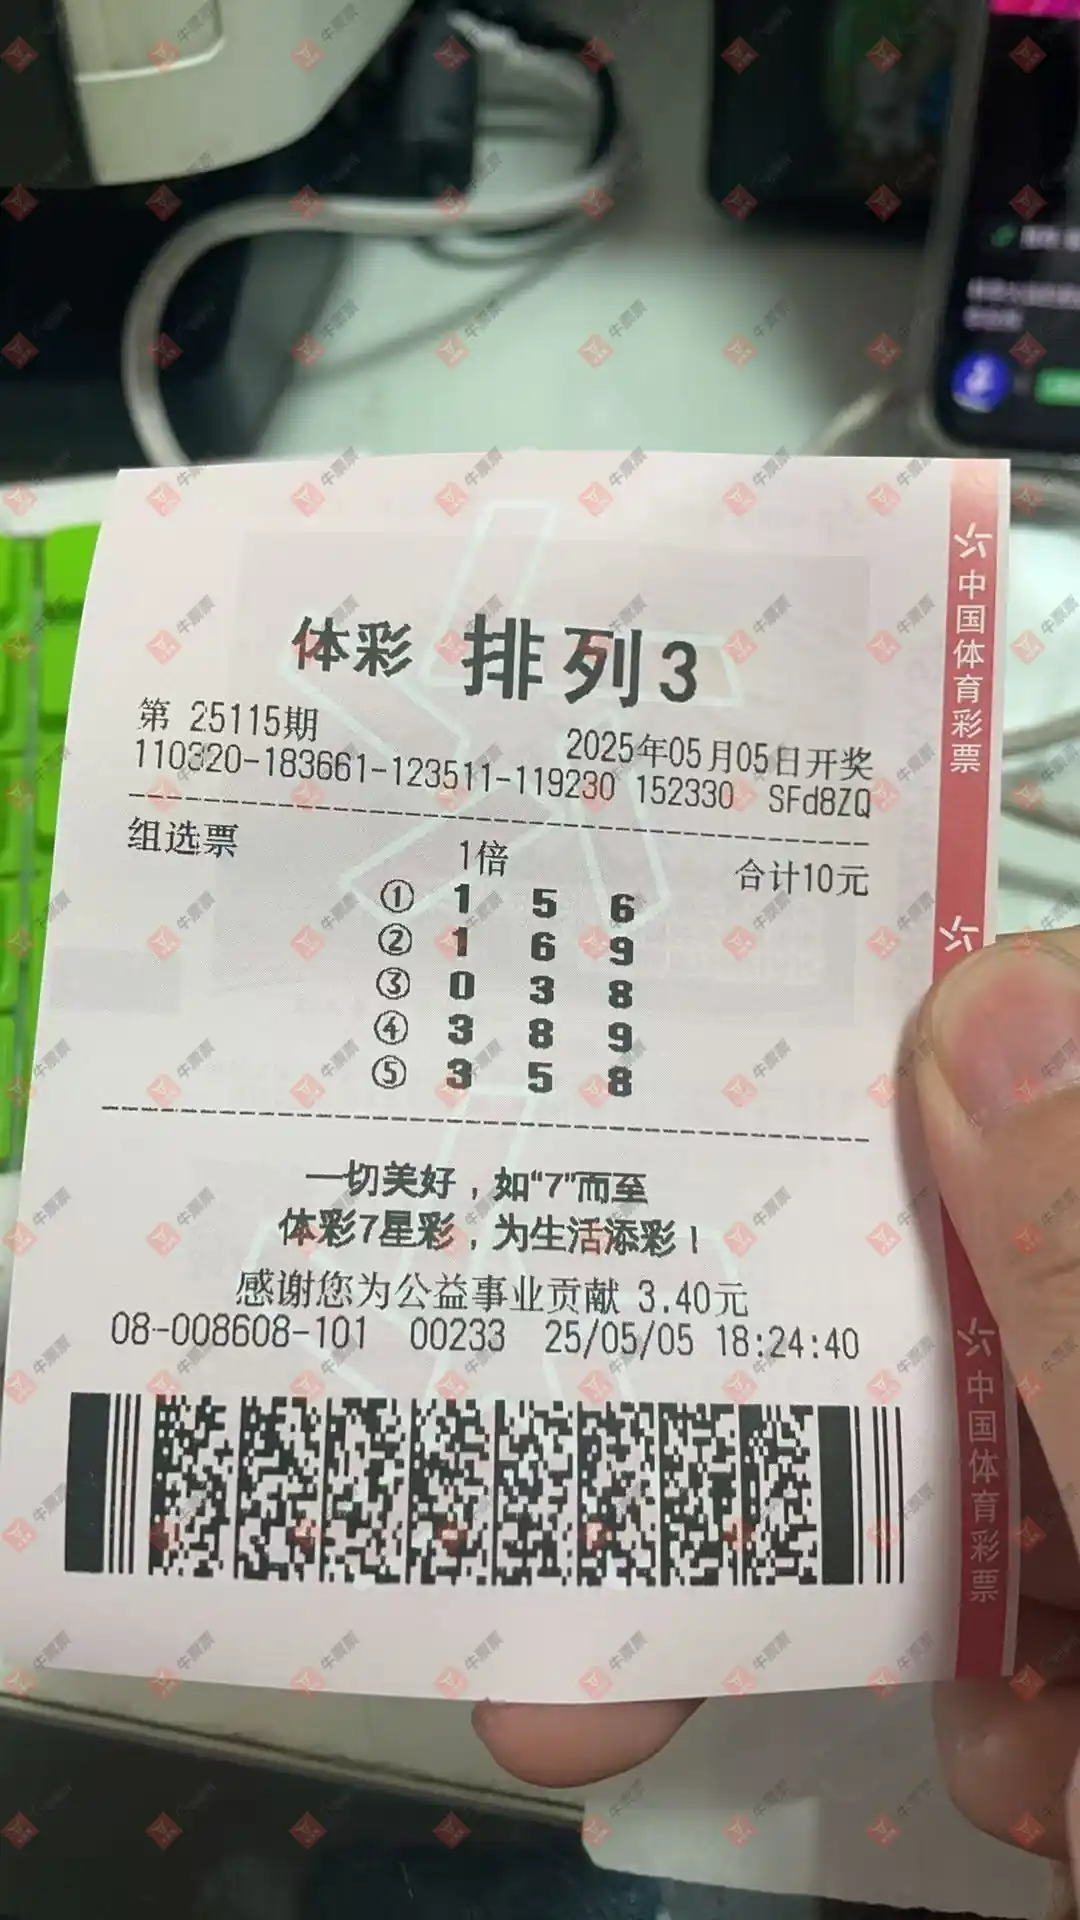 体彩 排列3
第 25115期 2025年05月05日开奖
110320-183661-123511-119230 152330 SFd8ZQ
组选票 1倍 合计10元
① 1 5 6
② 1 6 9
③ 0 3 8
④ 3 8 9
⑤ 3 5 8
一切美好，如“7”而至
体彩7星彩，为生活添彩！
感谢您为公益事业贡献 3.40元
08-008608-101 00233 25/05/05 18:24:40
中国体育彩票
中国体育彩票
牛票票